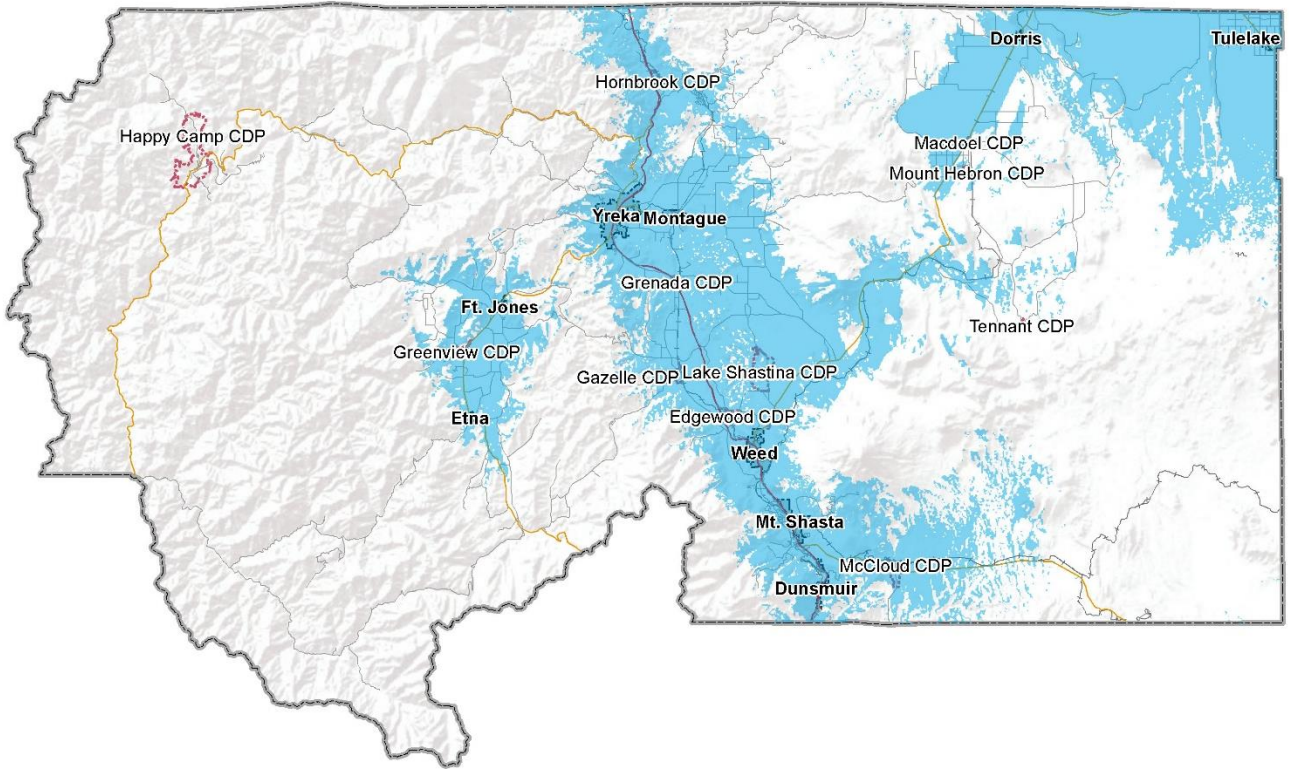 Dorris
Tulelake
Hornbrook CDP
Happy Camp CDP
Macdoel CDP
Mount Hebron CDP
Yreka
Montague
Grenada CDP
Ft. Jones
Tennant CDP
Greenview CDP
Gazelle CDP
Lake Shastina CDP
Edgewood CDP
Etna
Weed
Mt. Shasta
McCloud CDP
Dunsmuir